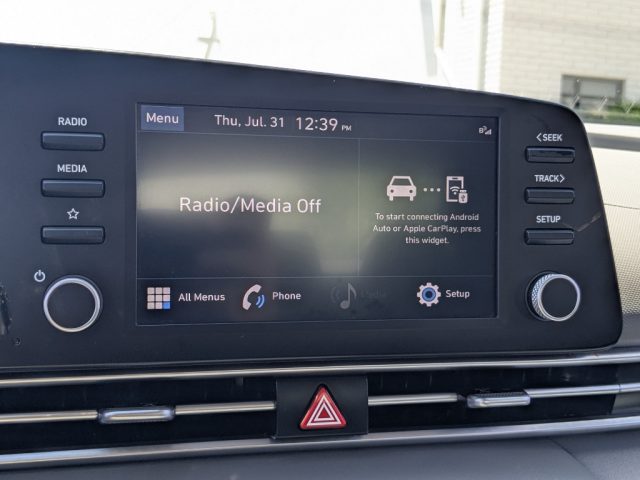 RADIO
MEDIA
Menu
Thu, Jul. 31 12:39 PM
Radio/Media Off
To start connecting Android
Auto or Apple CarPlay, press
this widget.
All Menus
Phone
Media
Setup
< SEEK
TRACK >
SETUP